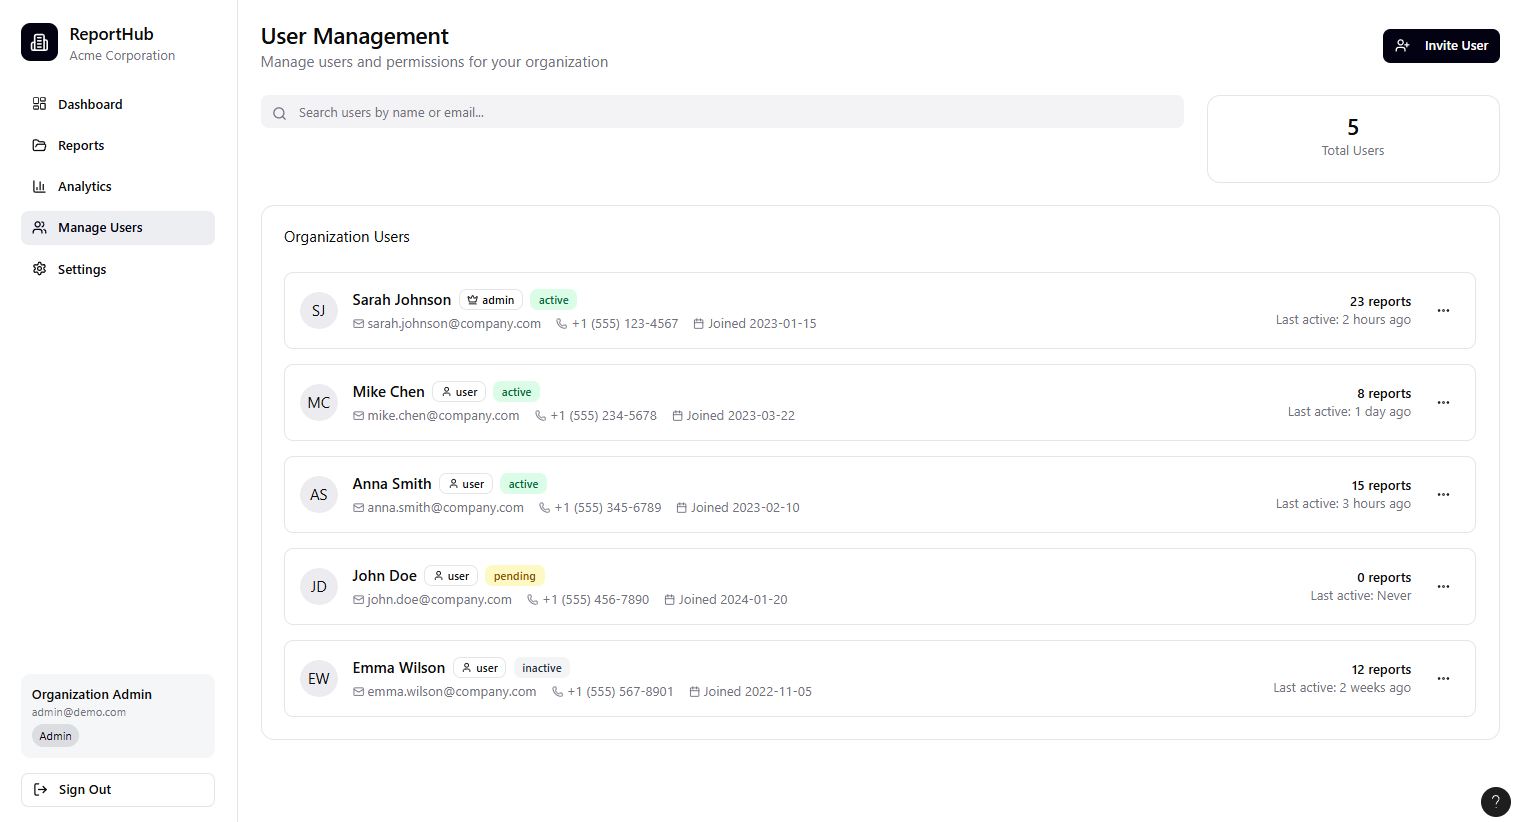 ReportHub
Acme Corporation
Dashboard
Reports
Analytics
Manage Users
Settings
Organization Admin
admin@demo.com
Admin
Sign Out
User Management
Manage users and permissions for your organization
Invite User
Search users by name or email...
5
Total Users
Organization Users
SJ
Sarah Johnson admin active
sarah.johnson@company.com +1 (555) 123-4567 Joined 2023-01-15
23 reports
Last active: 2 hours ago
MC
Mike Chen user active
mike.chen@company.com +1 (555) 234-5678 Joined 2023-03-22
8 reports
Last active: 1 day ago
AS
Anna Smith user active
anna.smith@company.com +1 (555) 345-6789 Joined 2023-02-10
15 reports
Last active: 3 hours ago
JD
John Doe user pending
john.doe@company.com +1 (555) 456-7890 Joined 2024-01-20
0 reports
Last active: Never
EW
Emma Wilson user inactive
emma.wilson@company.com +1 (555) 567-8901 Joined 2022-11-05
12 reports
Last active: 2 weeks ago
?